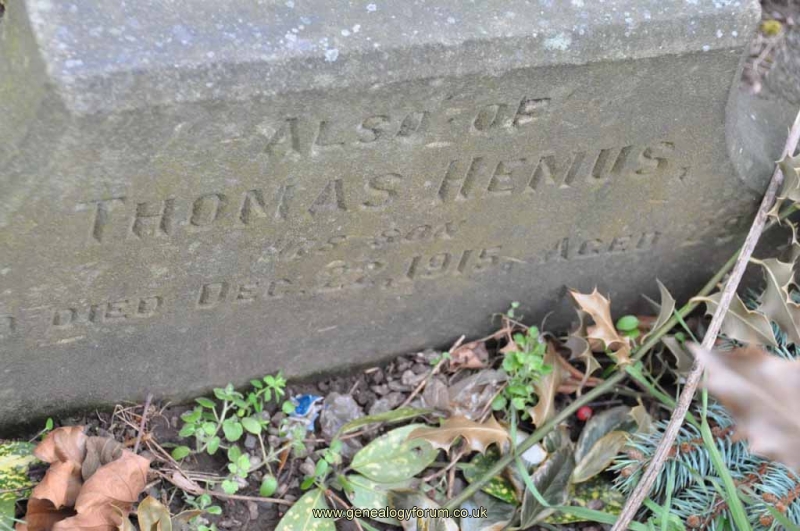 ALSO OF
THOMAS HENUS,
HIS SON
DIED DEC. 22, 1915, AGED
www.genealogyforum.co.uk